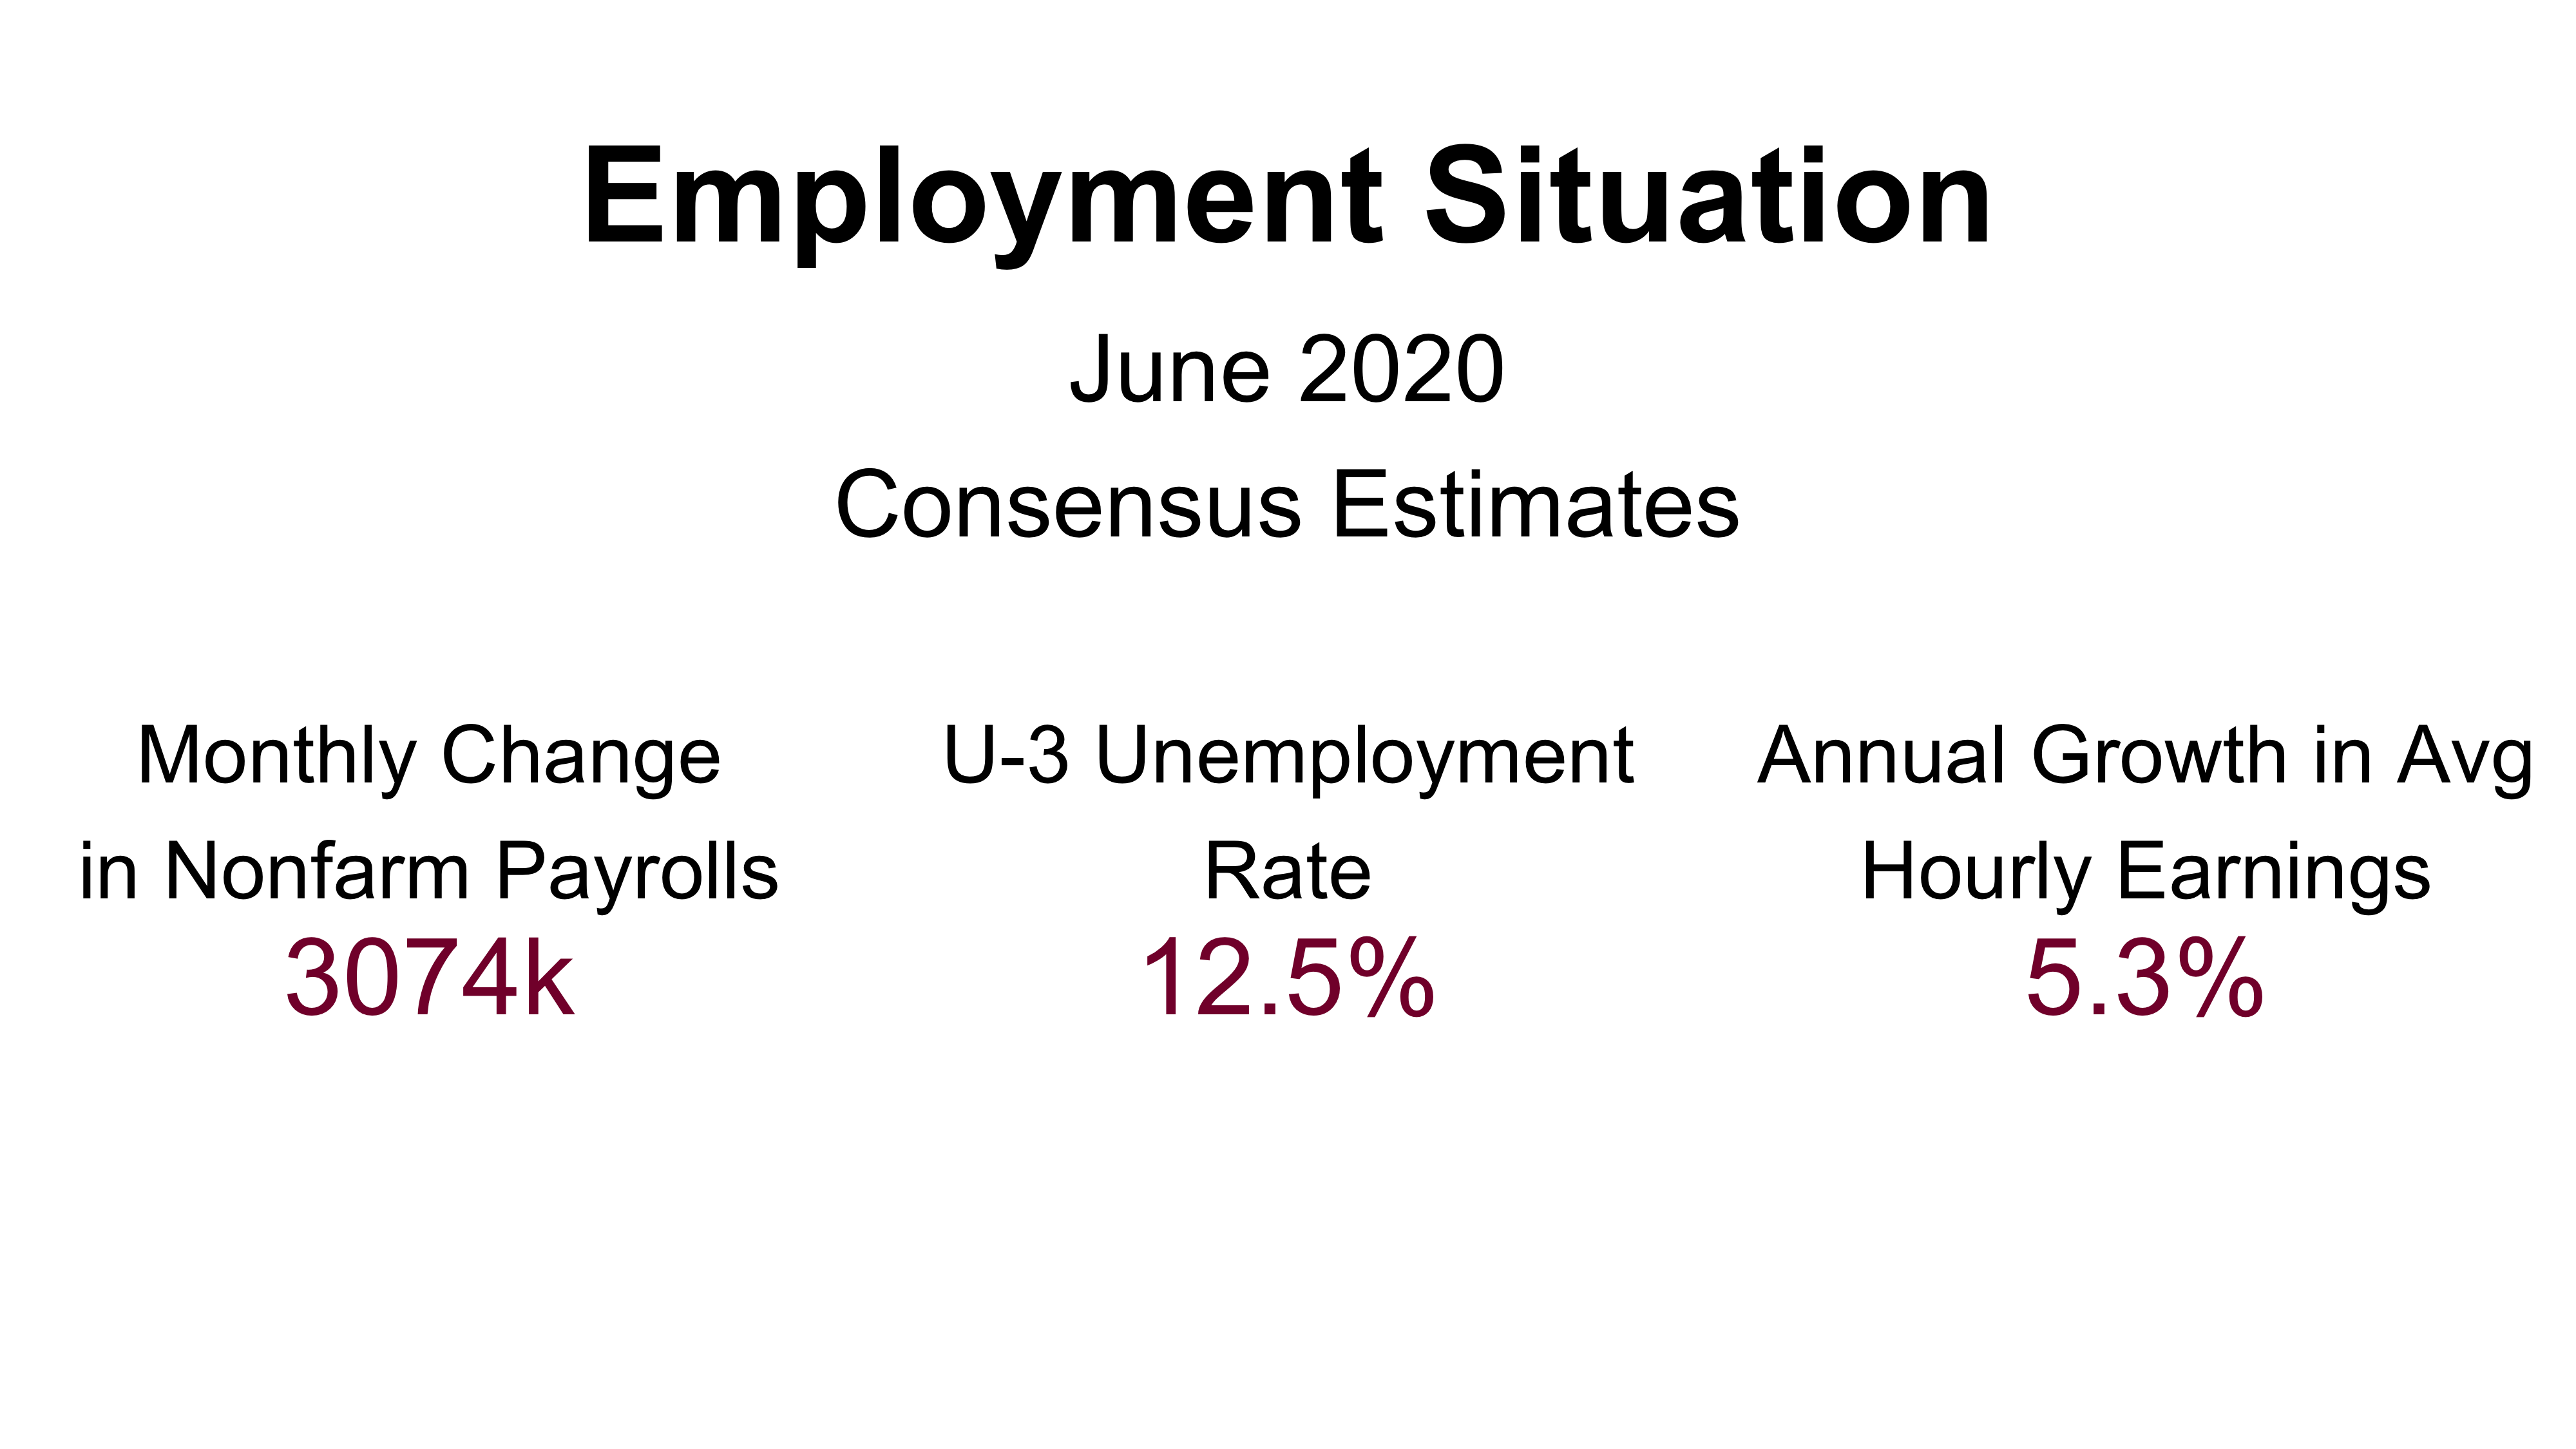 Employment Situation
June 2020
Consensus Estimates
Monthly Change
in Nonfarm Payrolls
3074k
U-3 Unemployment
Rate
12.5%
Annual Growth in Avg
Hourly Earnings
5.3%